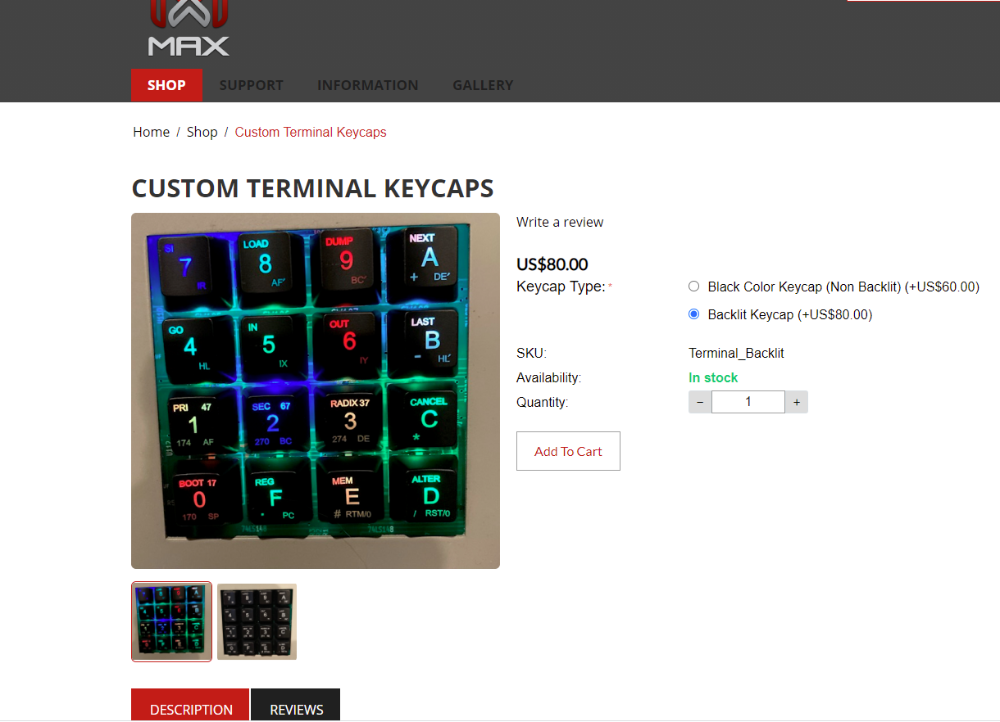 MAX
SHOP SUPPORT INFORMATION GALLERY
Home / Shop / Custom Terminal Keycaps
CUSTOM TERMINAL KEYCAPS
Write a review
US$80.00
Keycap Type: *
Black Color Keycap (Non Backlit) (+US$60.00)
Backlit Keycap (+US$80.00)
SKU: Terminal_Backlit
Availability: In stock
Quantity: − 1 +
Add To Cart
SI
7
IR
LOAD
8
AF′
DUMP
9
BC′
NEXT
A
+ DE′
GO
4
HL
IN
5
IX
OUT
6
IY
LAST
B
- HL′
PRI 47
1
174 AF
SEC 67
2
270 BC
RADIX 37
3
274 DE
CANCEL
C
*
BOOT 17
0
170 SP
REG
F
. PC
MEM
E
# RTM/0
ALTER
D
/ RST/0
DESCRIPTION REVIEWS